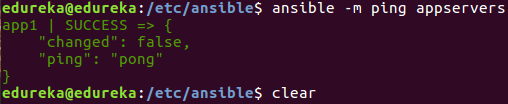 edureka@edureka:/etc/ansible$ ansible -m ping appservers
app1 | SUCCESS => {
    "changed": false,
    "ping": "pong"
}
edureka@edureka:/etc/ansible$ clear